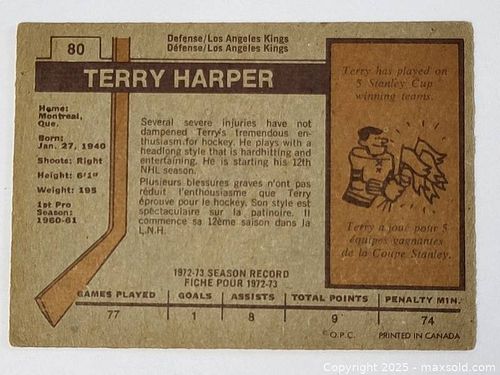 80
Defense/Los Angeles Kings
Défense/Los Angeles Kings
TERRY HARPER
Home:
Montreal,
Que.
Born:
Jan. 27, 1940
Shoots: Right
Height: 6'1"
Weight: 195
1st Pro
Season:
1960-61
Several severe injuries have not
dampened Terry's tremendous en-
thusiasm for hockey. He plays with a
headlong style that is hardhitting and
entertaining. He is starting his 12th
NHL season.
Plusieurs blessures graves n'ont pas
réduit l'enthousiasme que Terry
éprouve pour le hockey. Son style est
spectaculaire sur la patinoire. Il
commence sa 12ème saison dans la
L.N.H.
Terry has played on
5 Stanley Cup
winning teams.
Terry a joué pour 5
équipes gagnantes
de la Coupe Stanley.
1972-73 SEASON RECORD
FICHE POUR 1972-73
GAMES PLAYED GOALS ASSISTS TOTAL POINTS PENALTY MIN.
77 1 8 9 74
© O.P.C. PRINTED IN CANADA
Copyright 2025 - maxsold.com